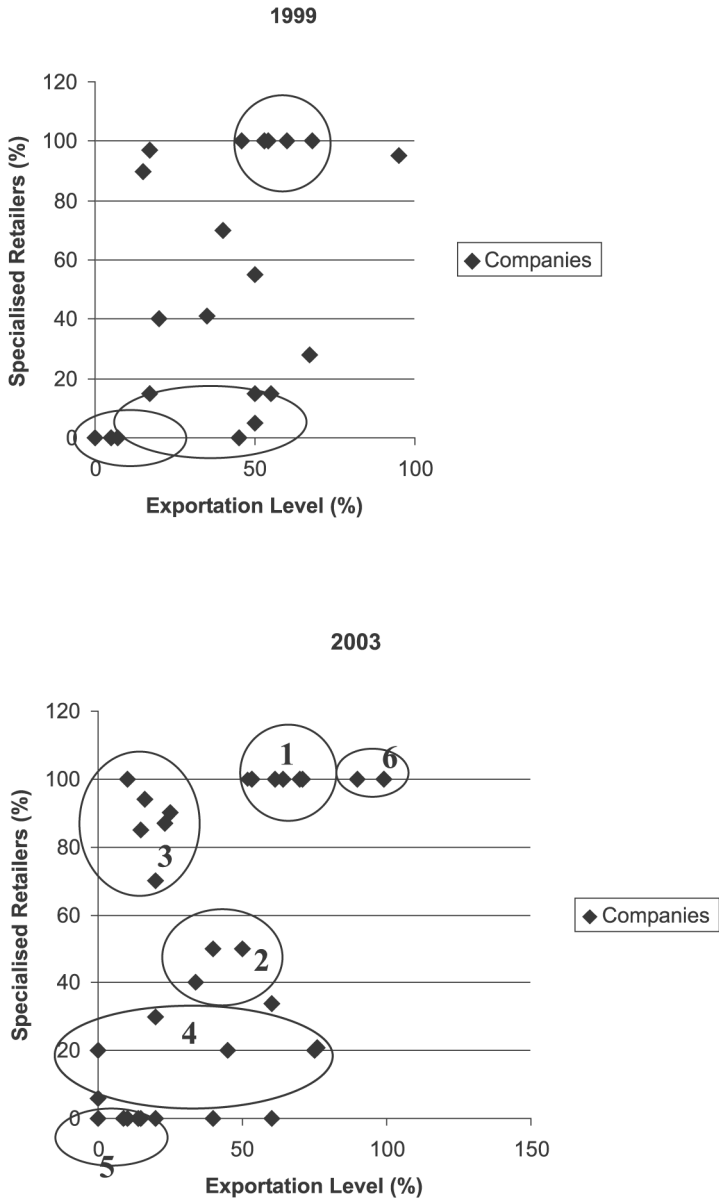 1999
120
100
80
60
40
20
0
Specialised Retailers (%)
0 50 100
Exportation Level (%)
Companies
2003
120
100
80
60
40
20
0
Specialised Retailers (%)
1
6
3
2
4
5
0 50 100 150
Exportation Level (%)
Companies